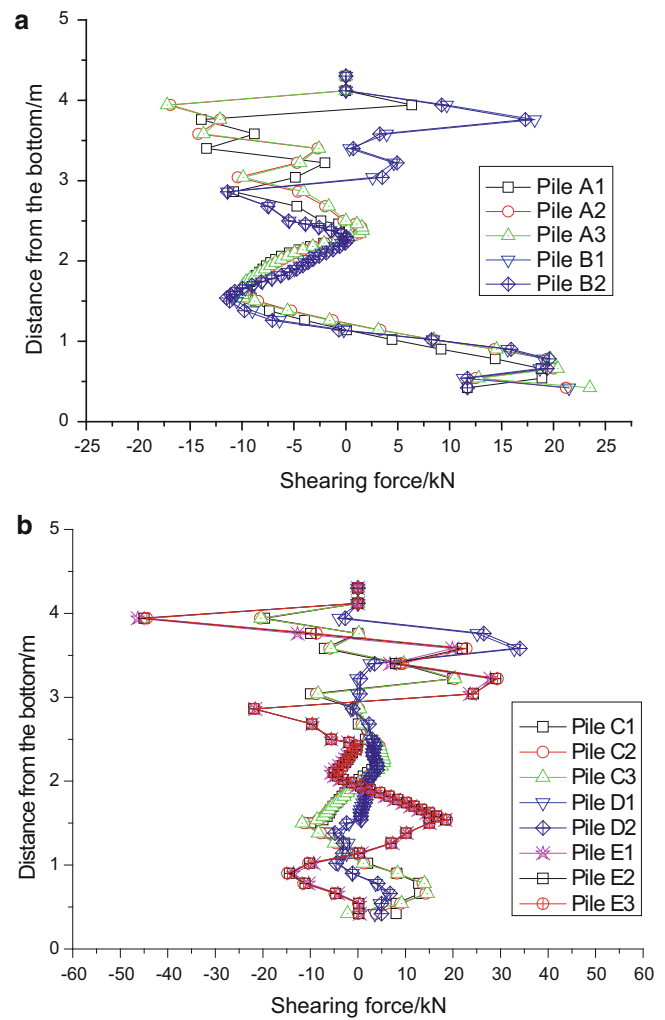 a
5
4
3
2
1
0
Distance from the bottom/m
Pile A1
Pile A2
Pile A3
Pile B1
Pile B2
-25 -20 -15 -10 -5 0 5 10 15 20 25
Shearing force/kN
b
5
4
3
2
1
0
Distance from the bottom/m
Pile C1
Pile C2
Pile C3
Pile D1
Pile D2
Pile E1
Pile E2
Pile E3
-60 -50 -40 -30 -20 -10 0 10 20 30 40 50 60
Shearing force/kN